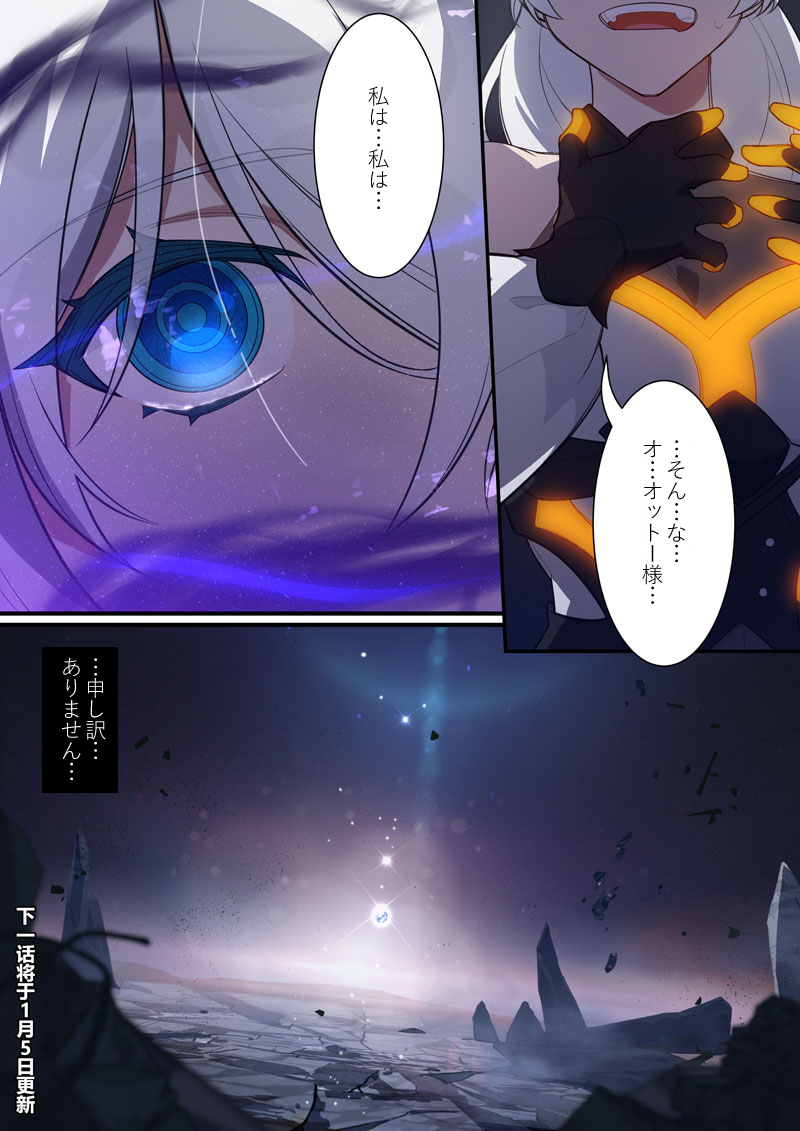 …そん…な…
オ…オットー様…
私は…私は…
…申し訳…
ありません…
下一话将于1月5日更新